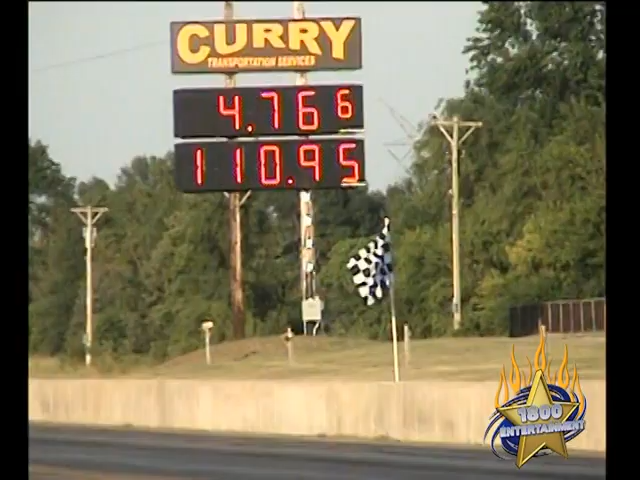 CURRY
TRANSPORTATION SERVICES
4.766
110.95
1800
ENTERTAINMENT